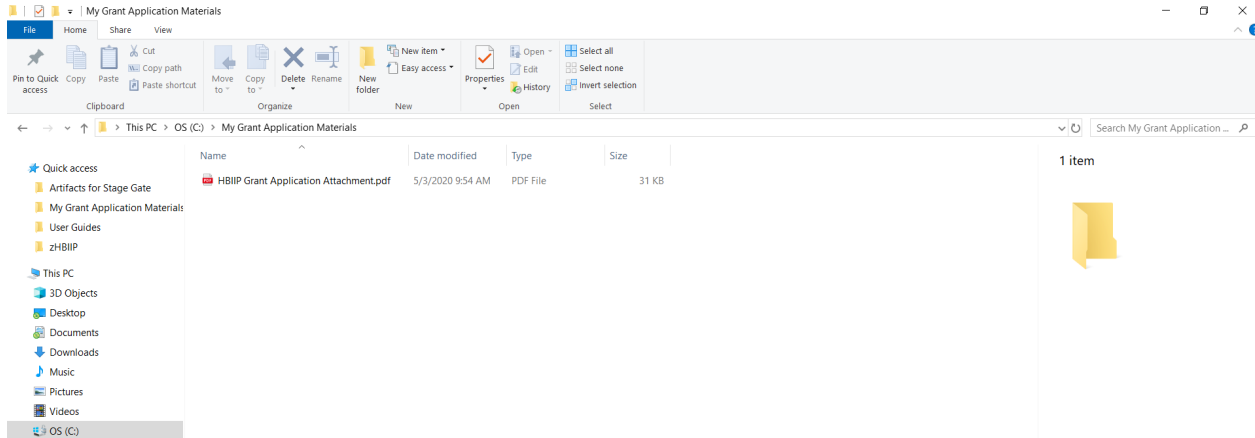 My Grant Application Materials
File Home Share View
Pin to Quick access
Copy
Paste
Cut
Copy path
Paste shortcut
Clipboard
Move to
Copy to
Delete
Rename
Organize
New folder
New item
Easy access
New
Properties
Open
Edit
History
Open
Select all
Select none
Invert selection
Select
This PC > OS (C:) > My Grant Application Materials
Search My Grant Application ...
Quick access
Artifacts for Stage Gate
My Grant Application Materials
User Guides
zHBIIP
This PC
3D Objects
Desktop
Documents
Downloads
Music
Pictures
Videos
OS (C:)
Name Date modified Type Size
HBIIP Grant Application Attachment.pdf 5/3/2020 9:54 AM PDF File 31 KB
1 item